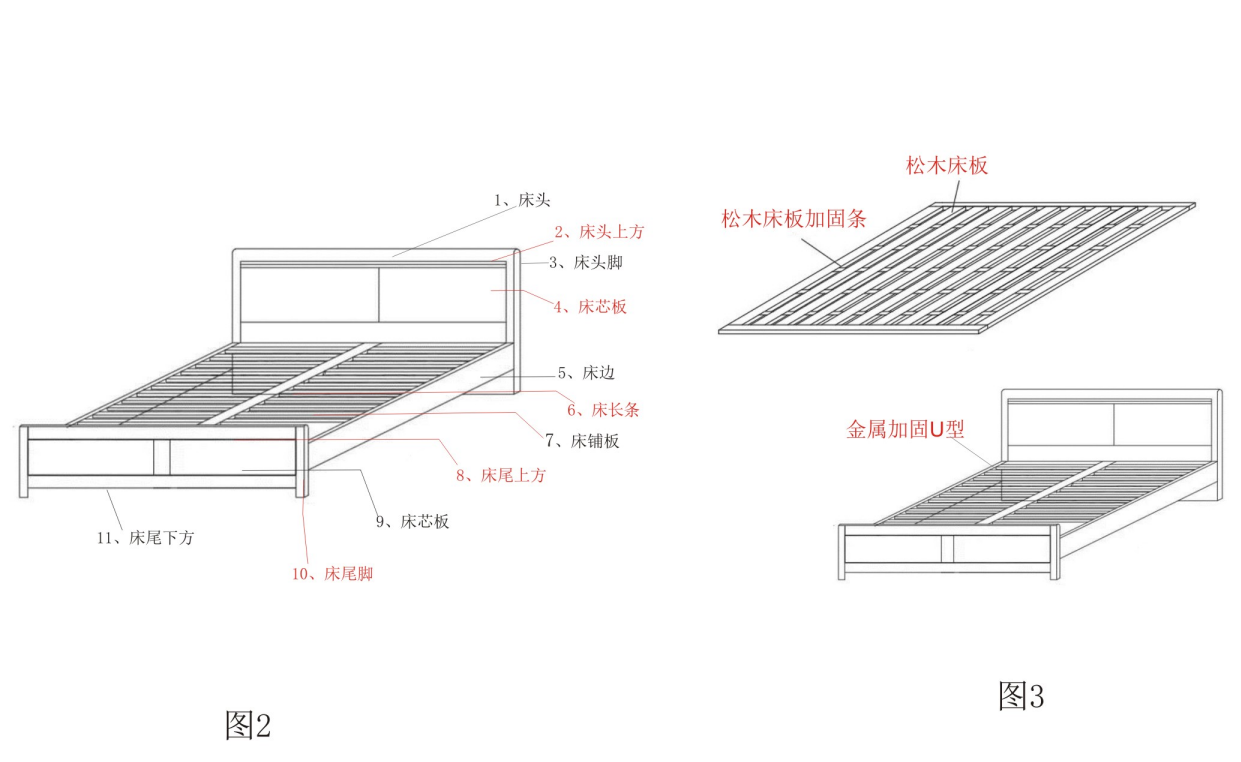 1、床头
2、床头上方
3、床头脚
4、床芯板
5、床边
6、床长条
7、床铺板
8、床尾上方
9、床芯板
10、床尾脚
11、床尾下方
图2
松木床板
松木床板加固条
金属加固U型
图3